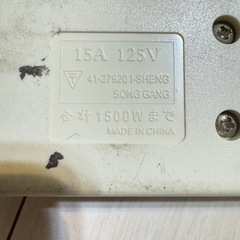 15A 125V
41-27920 I-SHENG
SONG GANG
合計1500Wまで
MADE IN CHINA